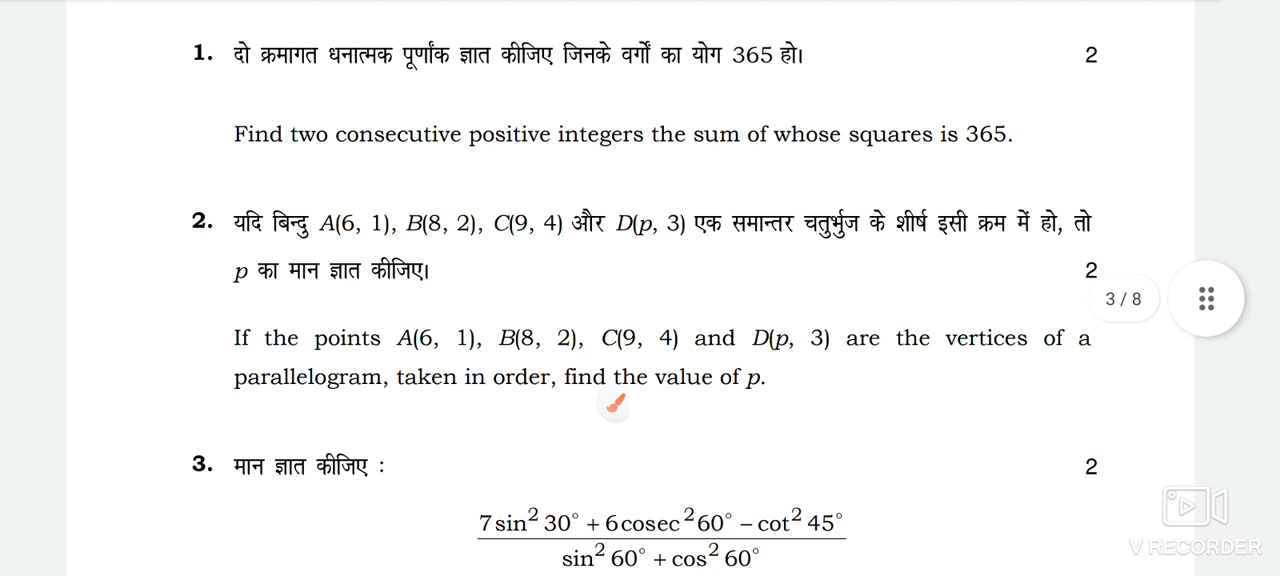 1. दो क्रमागत धनात्मक पूर्णांक ज्ञात कीजिए जिनके वर्गों का योग 365 हो। 2
Find two consecutive positive integers the sum of whose squares is 365.
2. यदि बिन्दु A(6, 1), B(8, 2), C(9, 4) और D(p, 3) एक समान्तर चतुर्भुज के शीर्ष इसी क्रम में हो, तो
p का मान ज्ञात कीजिए। 2
3 / 8
If the points A(6, 1), B(8, 2), C(9, 4) and D(p, 3) are the vertices of a
parallelogram, taken in order, find the value of p.
3. मान ज्ञात कीजिए : 2
7 sin² 30° + 6 cosec² 60° – cot² 45°
sin² 60° + cos² 60°
V RECORDER